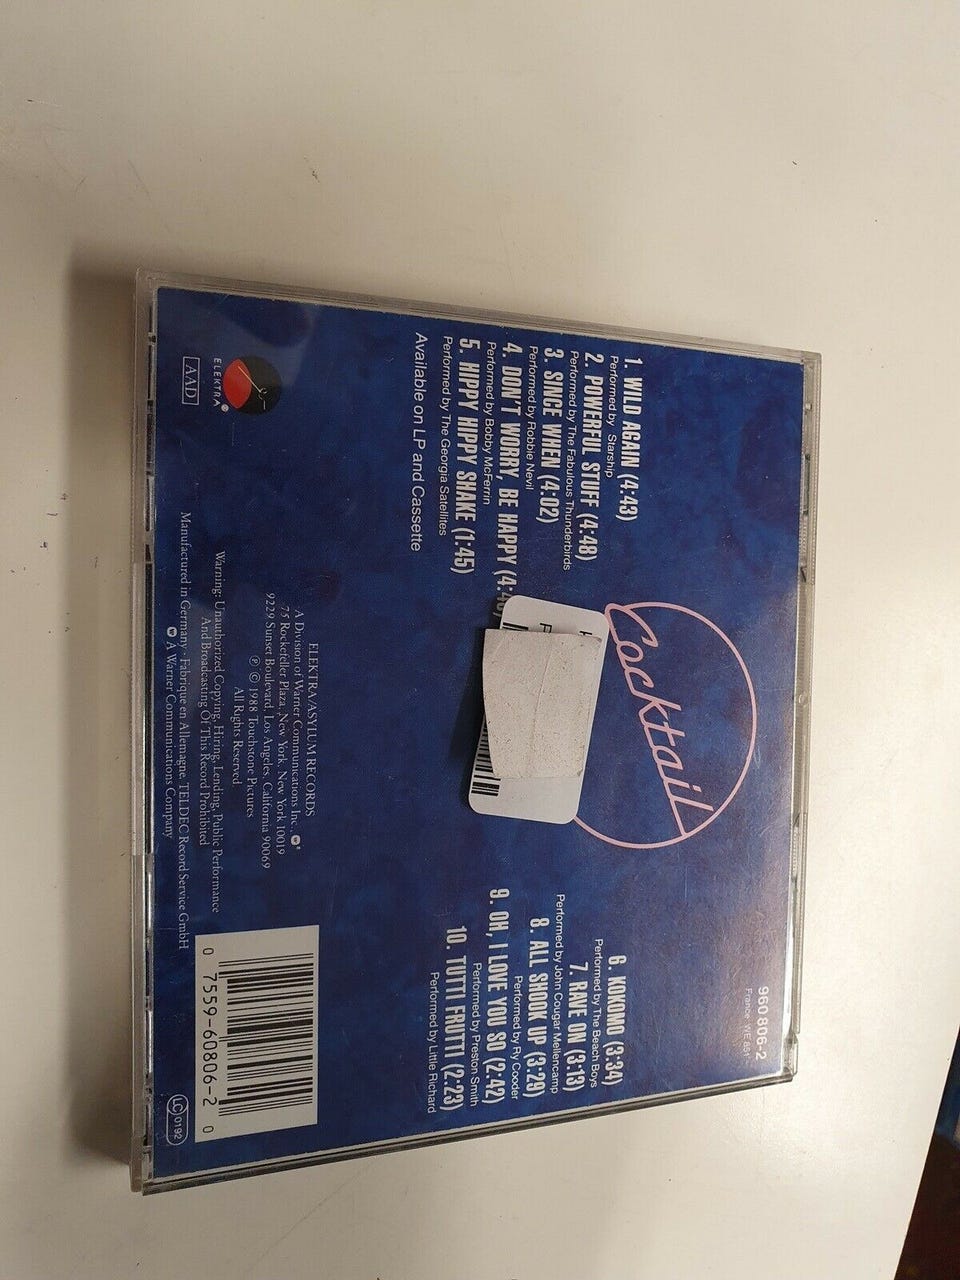 960 806-2
France: WE 851
Cocktail
1. WILD AGAIN (4:43)
Performed by Starship
2. POWERFUL STUFF (4:48)
Performed by The Fabulous Thunderbirds
3. SINCE WHEN (4:02)
Performed by Robbie Nevil
4. DON'T WORRY, BE HAPPY
Performed by Bobby McFerrin
5. HIPPY HIPPY SHAKE (1:45)
Performed by The Georgia Satellites
Available on LP and Cassette
6. KOKOMO (3:34)
Performed by The Beach Boys
7. RAVE ON (3:13)
Performed by John Cougar Mellencamp
8. ALL SHOOK UP (3:29)
Performed by Ry Cooder
9. OH, I LOVE YOU SO (2:42)
Performed by Preston Smith
10. TUTTI FRUTTI (2:23)
Performed by Little Richard
ELEKTRA®
AAD
ELEKTRA/ASYLUM RECORDS
A Division of Warner Communications Inc.
75 Rockefeller Plaza, New York, New York 10019
9229 Sunset Boulevard, Los Angeles, California 90069
℗ © 1988 Touchstone Pictures
All Rights Reserved
Warning: Unauthorized Copying, Hiring, Lending, Public Performance
And Broadcasting Of This Record Prohibited
Manufactured in Germany · Fabriqué en Allemagne, TELDEC Record Service GmbH
A Warner Communications Company
0 7559-60806-2 0
LC 0192